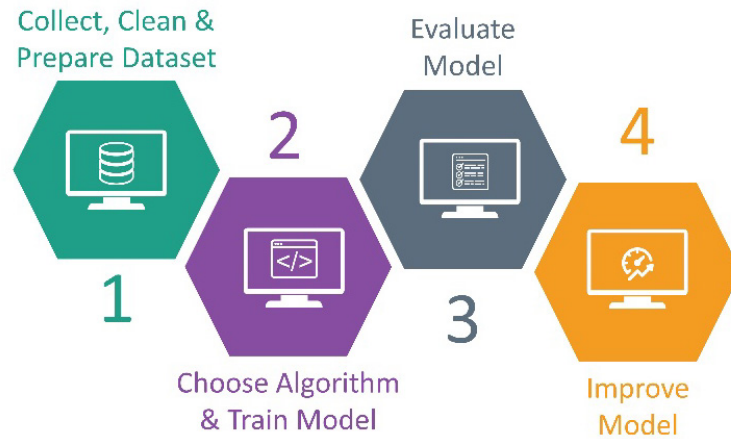 Collect, Clean &
Prepare Dataset
1
2
</>
Choose Algorithm
& Train Model
Evaluate
Model
3
4
Improve
Model